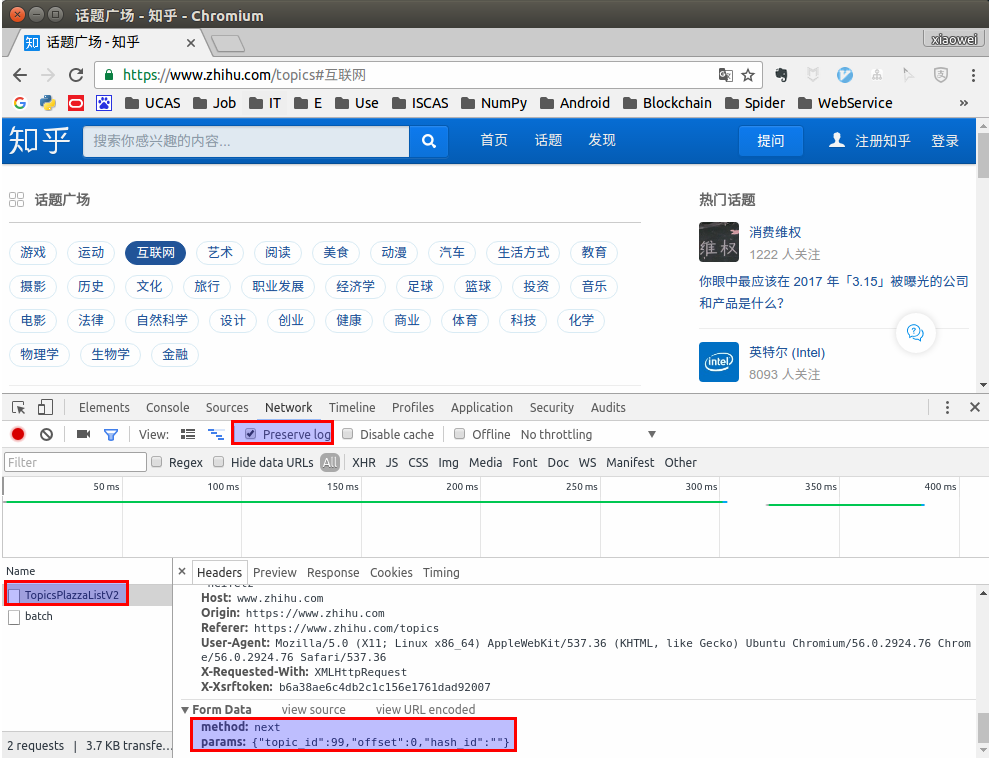 话题广场 - 知乎 - Chromium
知 话题广场 - 知乎
xiaowei
https://www.zhihu.com/topics#互联网
UCAS Job IT E Use ISCAS NumPy Android Blockchain Spider WebService »
知乎 搜索你感兴趣的内容... 首页 话题 发现 提问 注册知乎 登录
话题广场
游戏 运动 互联网 艺术 阅读 美食 动漫 汽车 生活方式 教育
摄影 历史 文化 旅行 职业发展 经济学 足球 篮球 投资 音乐
电影 法律 自然科学 设计 创业 健康 商业 体育 科技 化学
物理学 生物学 金融
热门话题
维权
消费维权
1222 人关注
你眼中最应该在 2017 年「3.15」被曝光的公司
和产品是什么？
intel
英特尔 (Intel)
8093 人关注
Elements Console Sources Network Timeline Profiles Application Security Audits
View: Preserve log Disable cache Offline No throttling
Filter Regex Hide data URLs All XHR JS CSS Img Media Font Doc WS Manifest Other
50 ms 100 ms 150 ms 200 ms 250 ms 300 ms 350 ms 400 ms
Name
TopicsPlazzaListV2
batch
2 requests | 3.7 KB transfe...
× Headers Preview Response Cookies Timing
Host: www.zhihu.com
Origin: https://www.zhihu.com
Referer: https://www.zhihu.com/topics
User-Agent: Mozilla/5.0 (X11; Linux x86_64) AppleWebKit/537.36 (KHTML, like Gecko) Ubuntu Chromium/56.0.2924.76 Chrom
e/56.0.2924.76 Safari/537.36
X-Requested-With: XMLHttpRequest
X-Xsrftoken: b6a38ae6c4db2c1c156e1761dad92007
Form Data view source view URL encoded
method: next
params: {"topic_id":99,"offset":0,"hash_id":""}